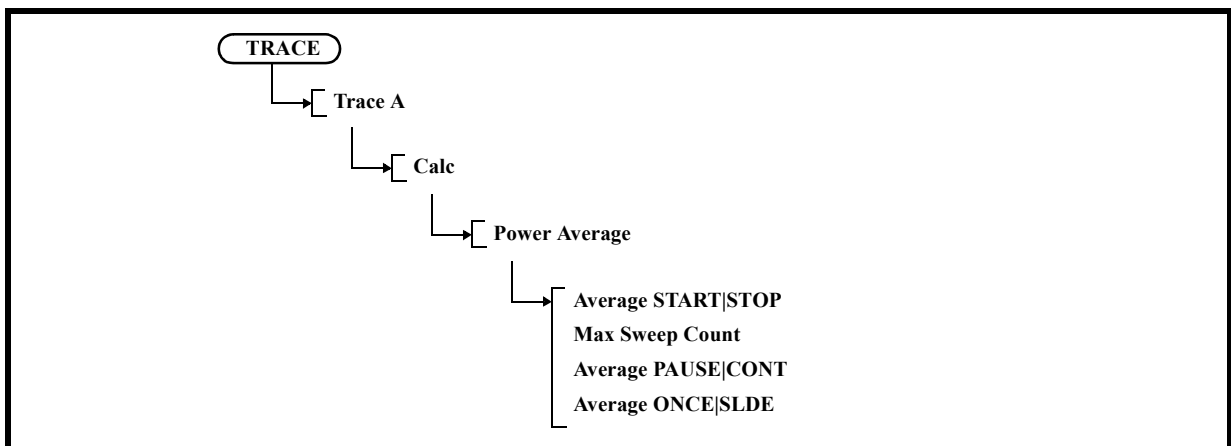 TRACE
Trace A
Calc
Power Average
Average START|STOP
Max Sweep Count
Average PAUSE|CONT
Average ONCE|SLDE